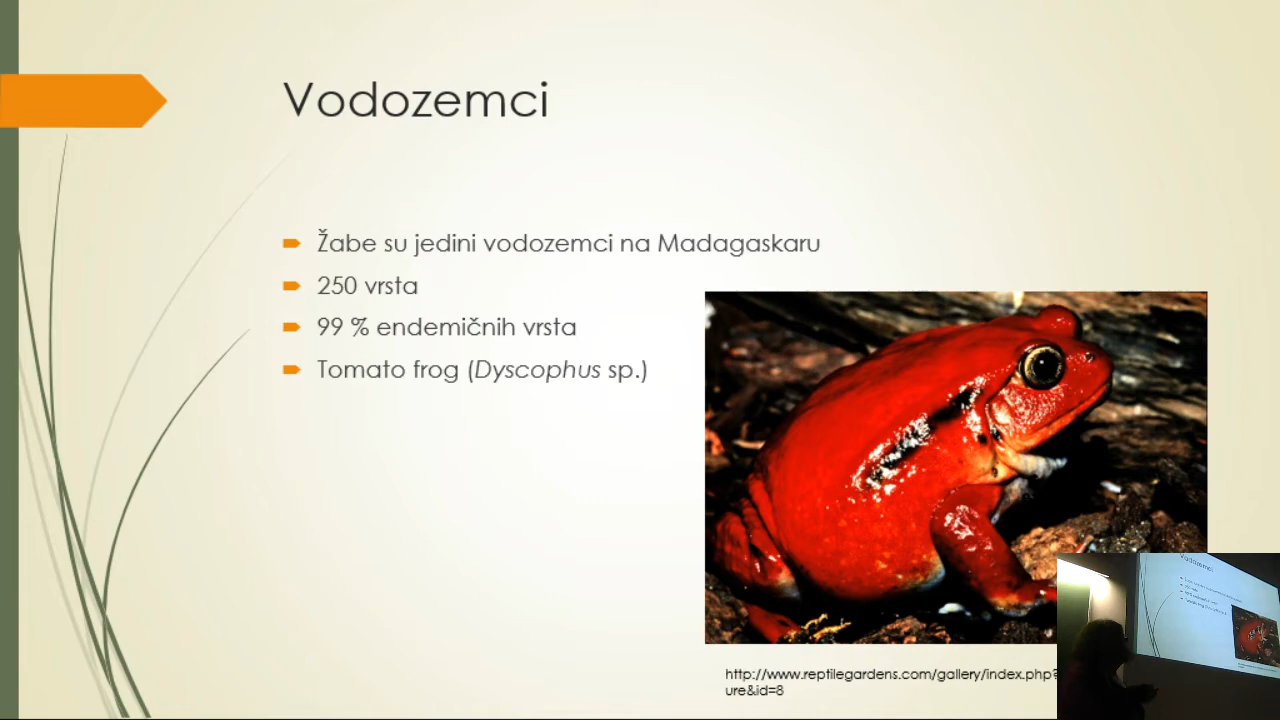 Vodozemci
Žabe su jedini vodozemci na Madagaskaru
250 vrsta
99 % endemičnih vrsta
Tomato frog (Dyscophus sp.)
http://www.reptilegardens.com/gallery/index.php?
ure&id=8
Vodozemci